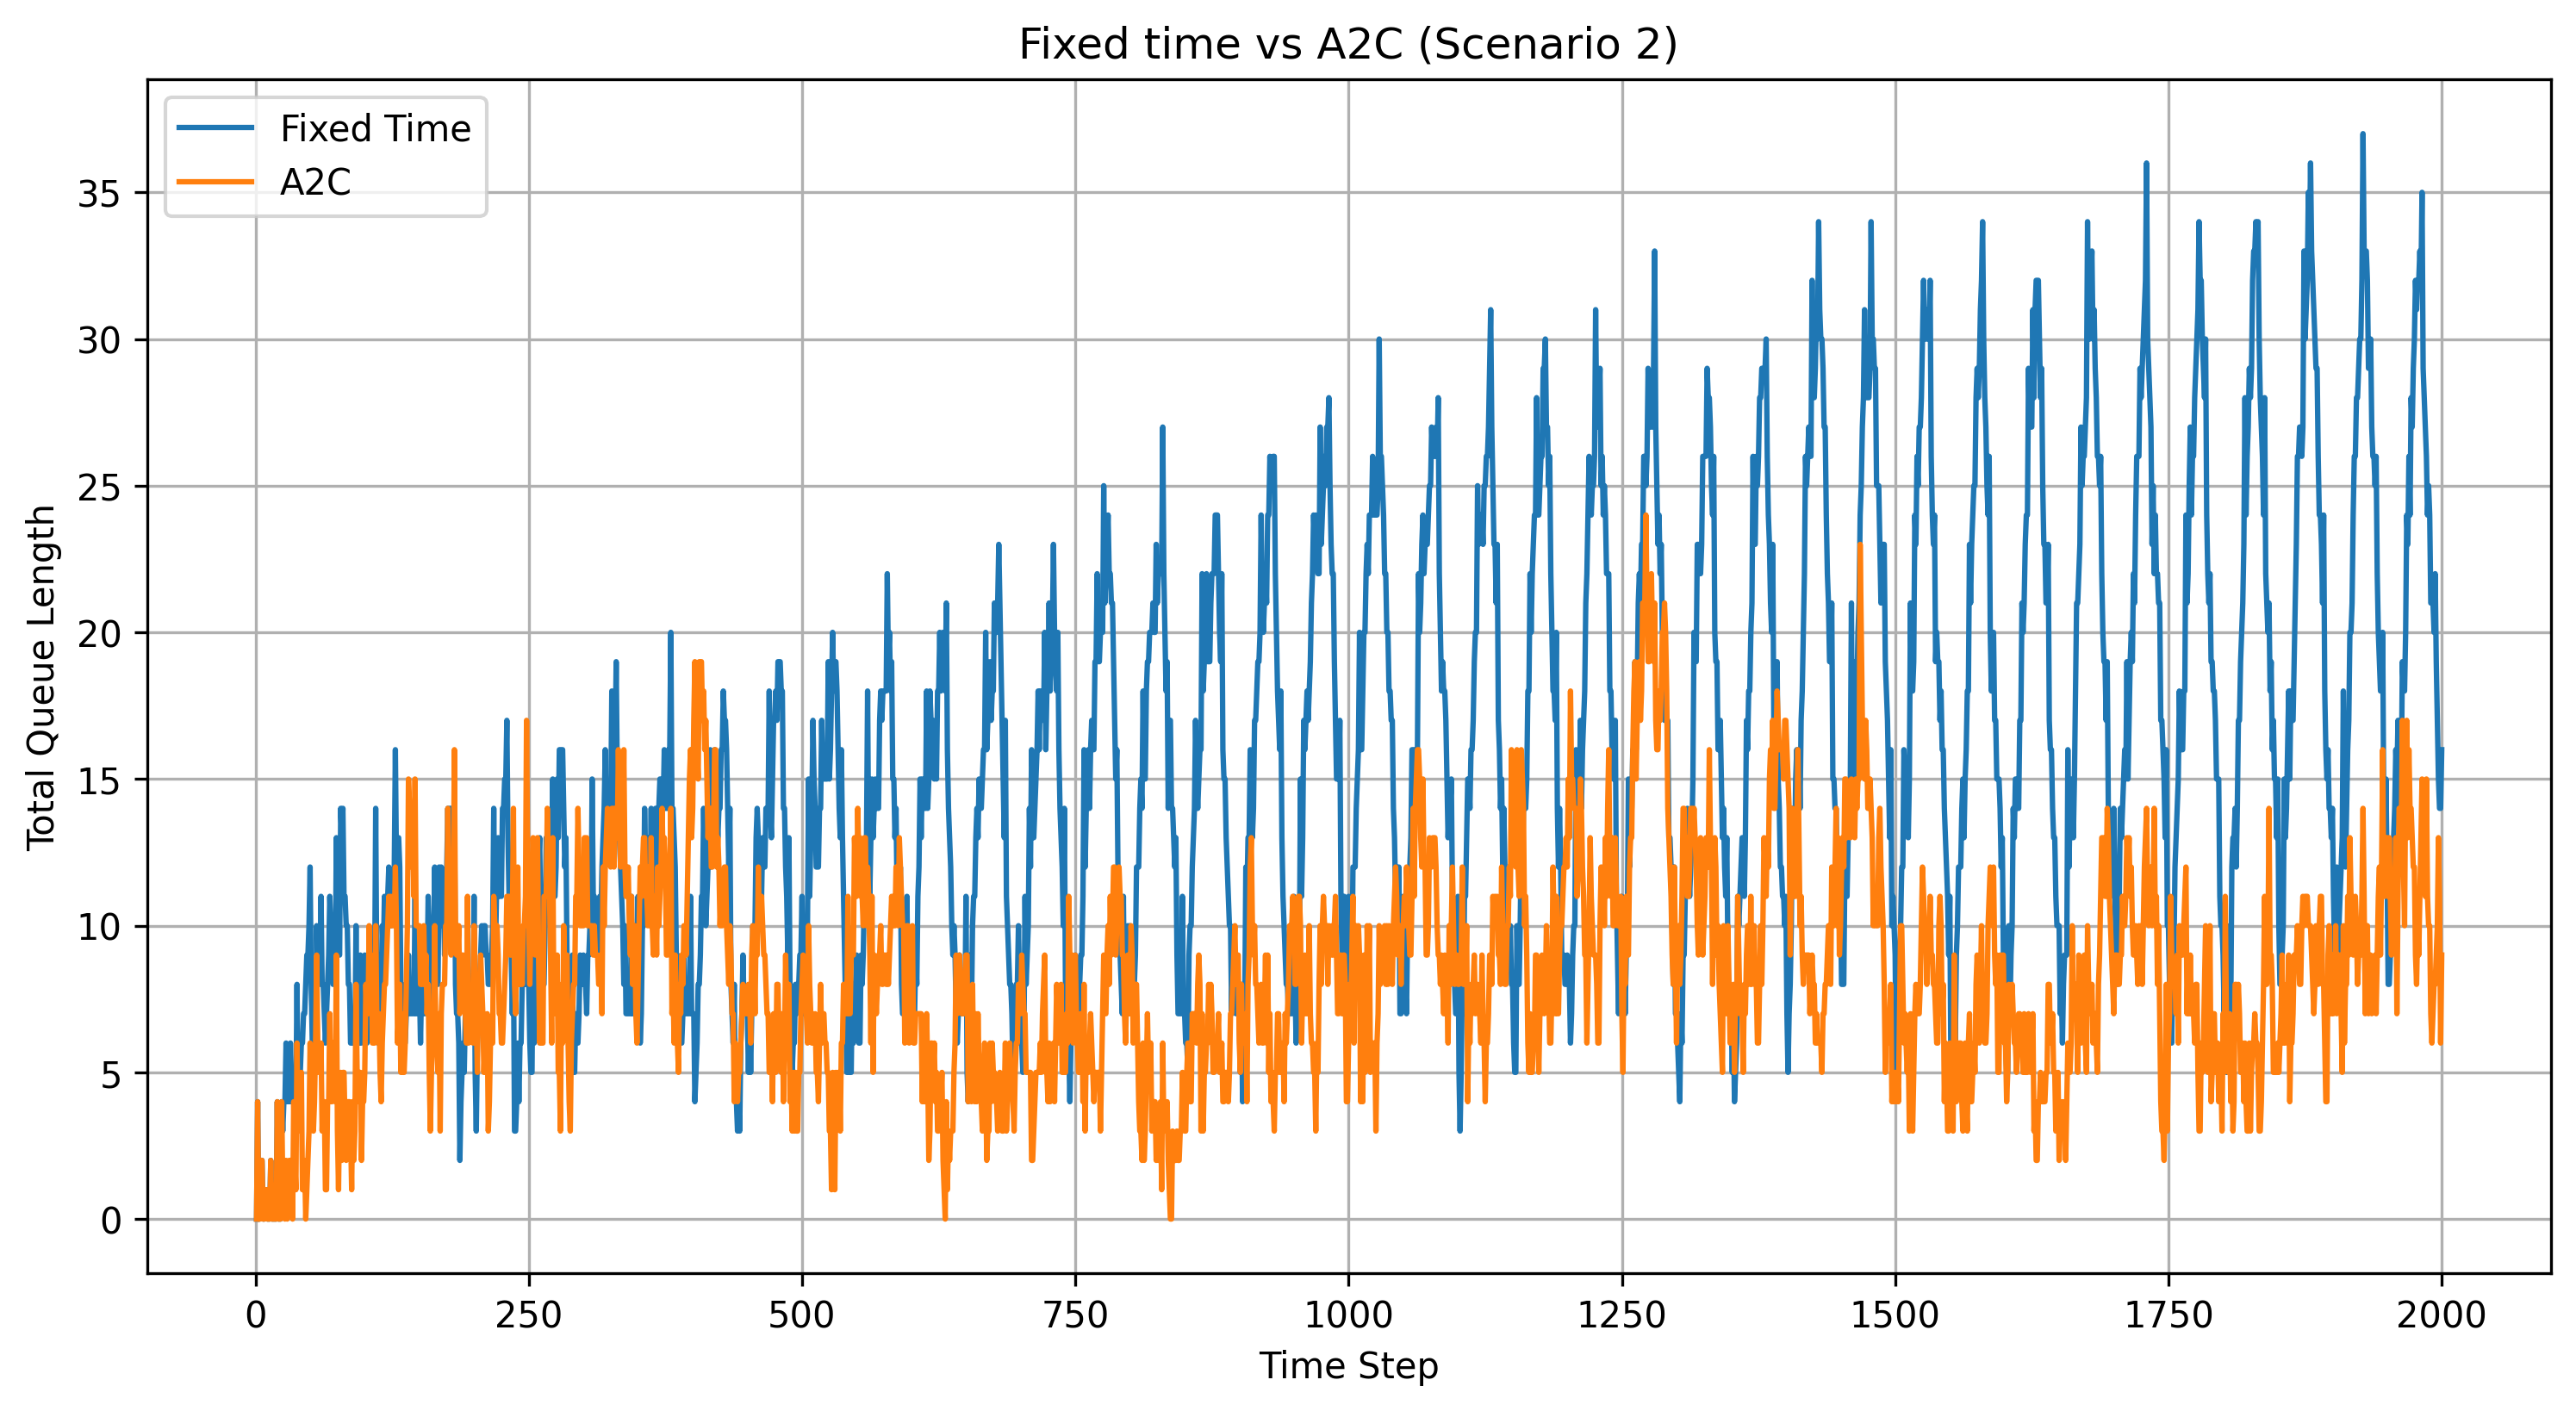 Fixed time vs A2C (Scenario 2)
Fixed Time
A2C
Total Queue Length
35
30
25
20
15
10
5
0
0 250 500 750 1000 1250 1500 1750 2000
Time Step